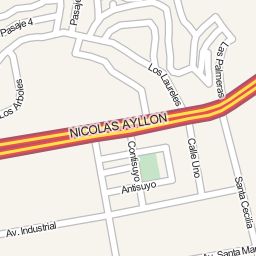 Pasaje
Pasaje 4
Las Palmeras
Los Laureles
Los Arboles
NICOLAS AYLLON
Contisuyo
Calle Uno
Antisuyo
Santa Cecilia
Av. Industrial
Av. Santa Mar